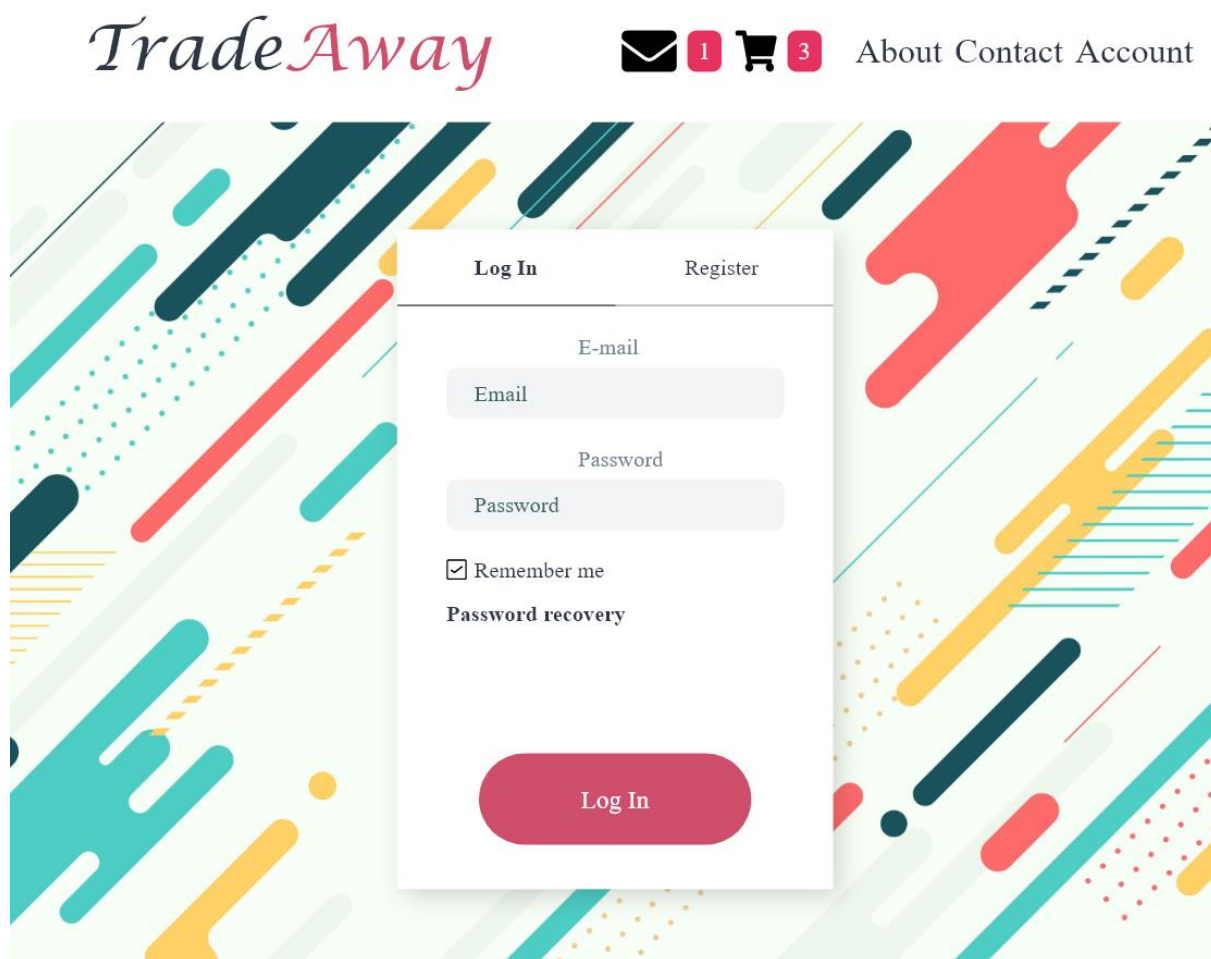 TradeAway 1 3 About Contact Account
Log In Register
E-mail
Email
Password
Password
Remember me
Password recovery
Log In